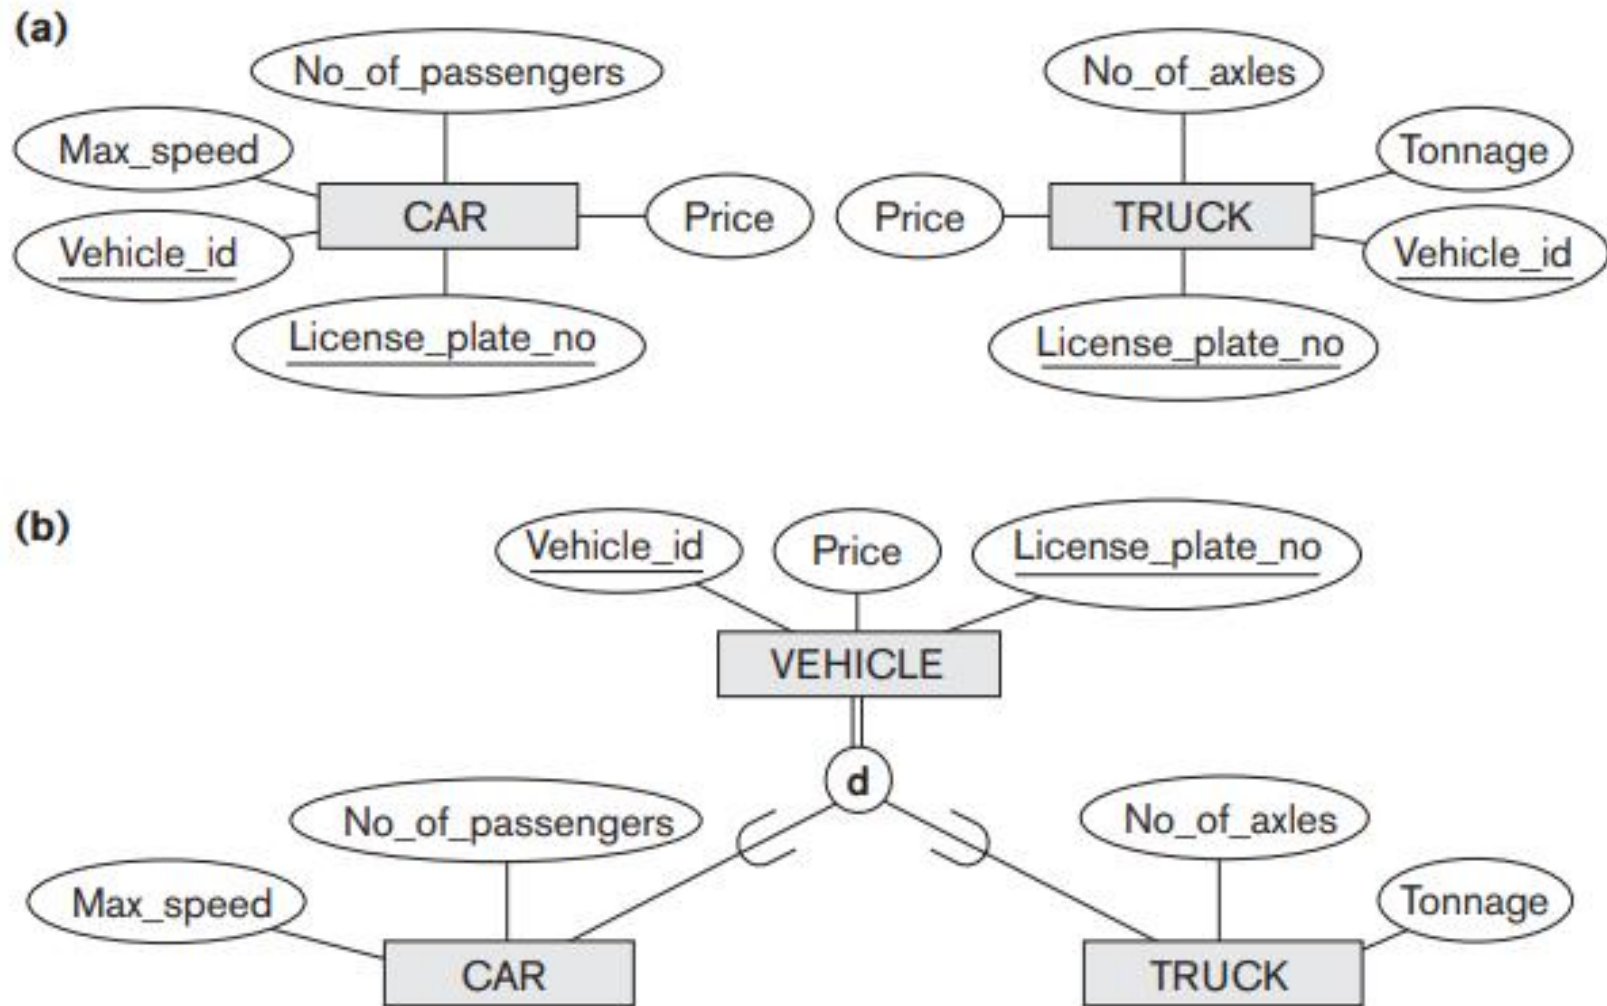 (a)
No_of_passengers
No_of_axles
Max_speed
Tonnage
CAR
Price
Price
TRUCK
Vehicle_id
Vehicle_id
License_plate_no
License_plate_no
(b)
Vehicle_id
Price
License_plate_no
VEHICLE
d
No_of_passengers
No_of_axles
Max_speed
Tonnage
CAR
TRUCK